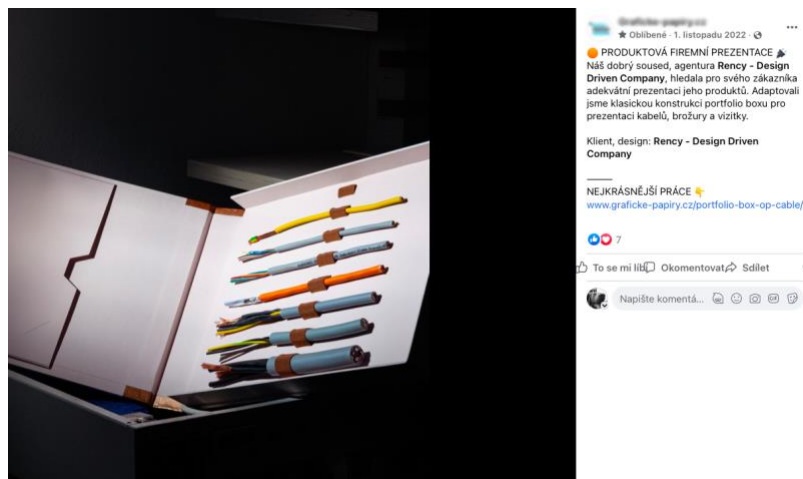 Oblíbené · 1. listopadu 2022 ·
PRODUKTOVÁ FIREMNÍ PREZENTACE
Náš dobrý soused, agentura Rency - Design
Driven Company, hledala pro svého zákazníka
adekvátní prezentaci jeho produktů. Adaptovali
jsme klasickou konstrukci portfolio boxu pro
prezentaci kabelů, brožury a vizitky.
Klient, design: Rency - Design Driven
Company
NEJKRÁSNĚJŠÍ PRÁCE
www.graficke-papiry.cz/portfolio-box-op-cable/
7
To se mi líb Okomentovat Sdílet
Napište komentá...